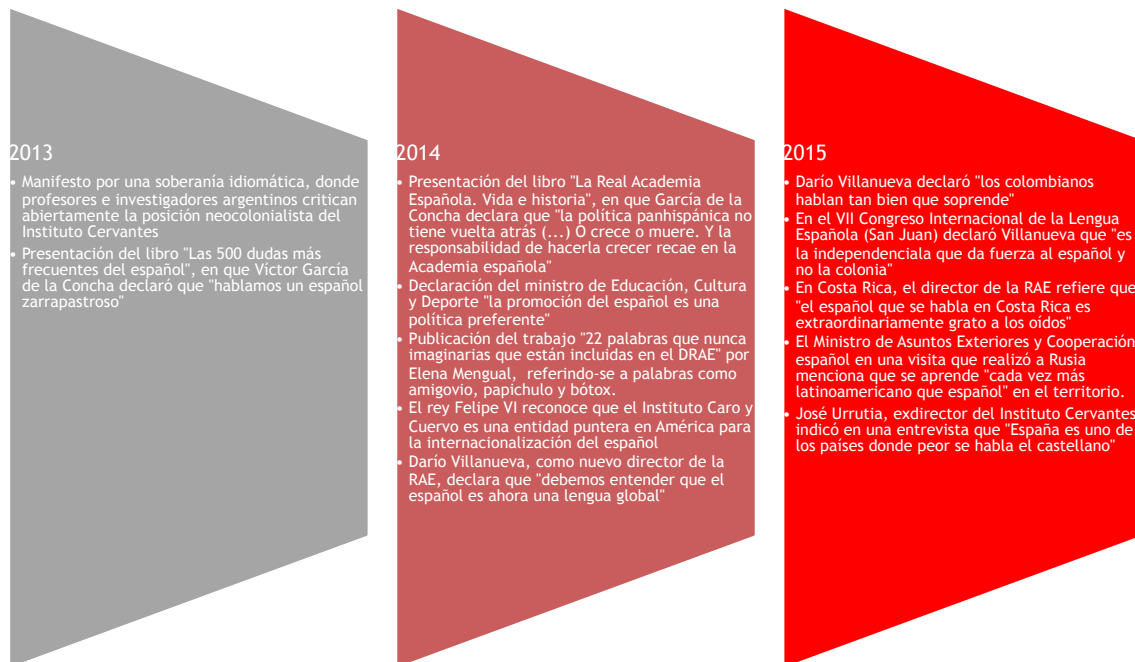 2013
• Manifesto por una soberanía idiomática, donde
profesores e investigadores argentinos critican
abiertamente la posición neocolonialista del
Instituto Cervantes
• Presentación del libro "Las 500 dudas más
frecuentes del español", en que Víctor García
de la Concha declaró que "hablamos un español
zarrapastroso"
2014
• Presentación del libro "La Real Academia
Española. Vida e historia", en que García de la
Concha declara que "la política panhispánica no
tiene vuelta atrás (...) O crece o muere. Y la
responsabilidad de hacerla crecer recae en la
Academia española"
• Declaración del ministro de Educación, Cultura
y Deporte "la promoción del español es una
política preferente"
• Publicación del trabajo "22 palabras que nunca
imaginarias que están incluidas en el DRAE" por
Elena Mengual, referindo-se a palabras como
amigovio, papichulo y bótox.
• El rey Felipe VI reconoce que el Instituto Caro y
Cuervo es una entidad puntera en América para
la internacionalización del español
• Darío Villanueva, como nuevo director de la
RAE, declara que "debemos entender que el
español es ahora una lengua global"
2015
• Darío Villanueva declaró "los colombianos
hablan tan bien que soprende"
• En el VII Congreso Internacional de la Lengua
Española (San Juan) declaró Villanueva que "es
la independenciala que da fuerza al español y
no la colonia"
• En Costa Rica, el director de la RAE refiere que
"el español que se habla en Costa Rica es
extraordinariamente grato a los oídos"
• El Ministro de Asuntos Exteriores y Cooperación
español en una visita que realizó a Rusia
menciona que se aprende "cada vez más
latinoamericano que español" en el territorio.
• José Urrutia, exdirector del Instituto Cervantes
indicó en una entrevista que "España es uno de
los países donde peor se habla el castellano"